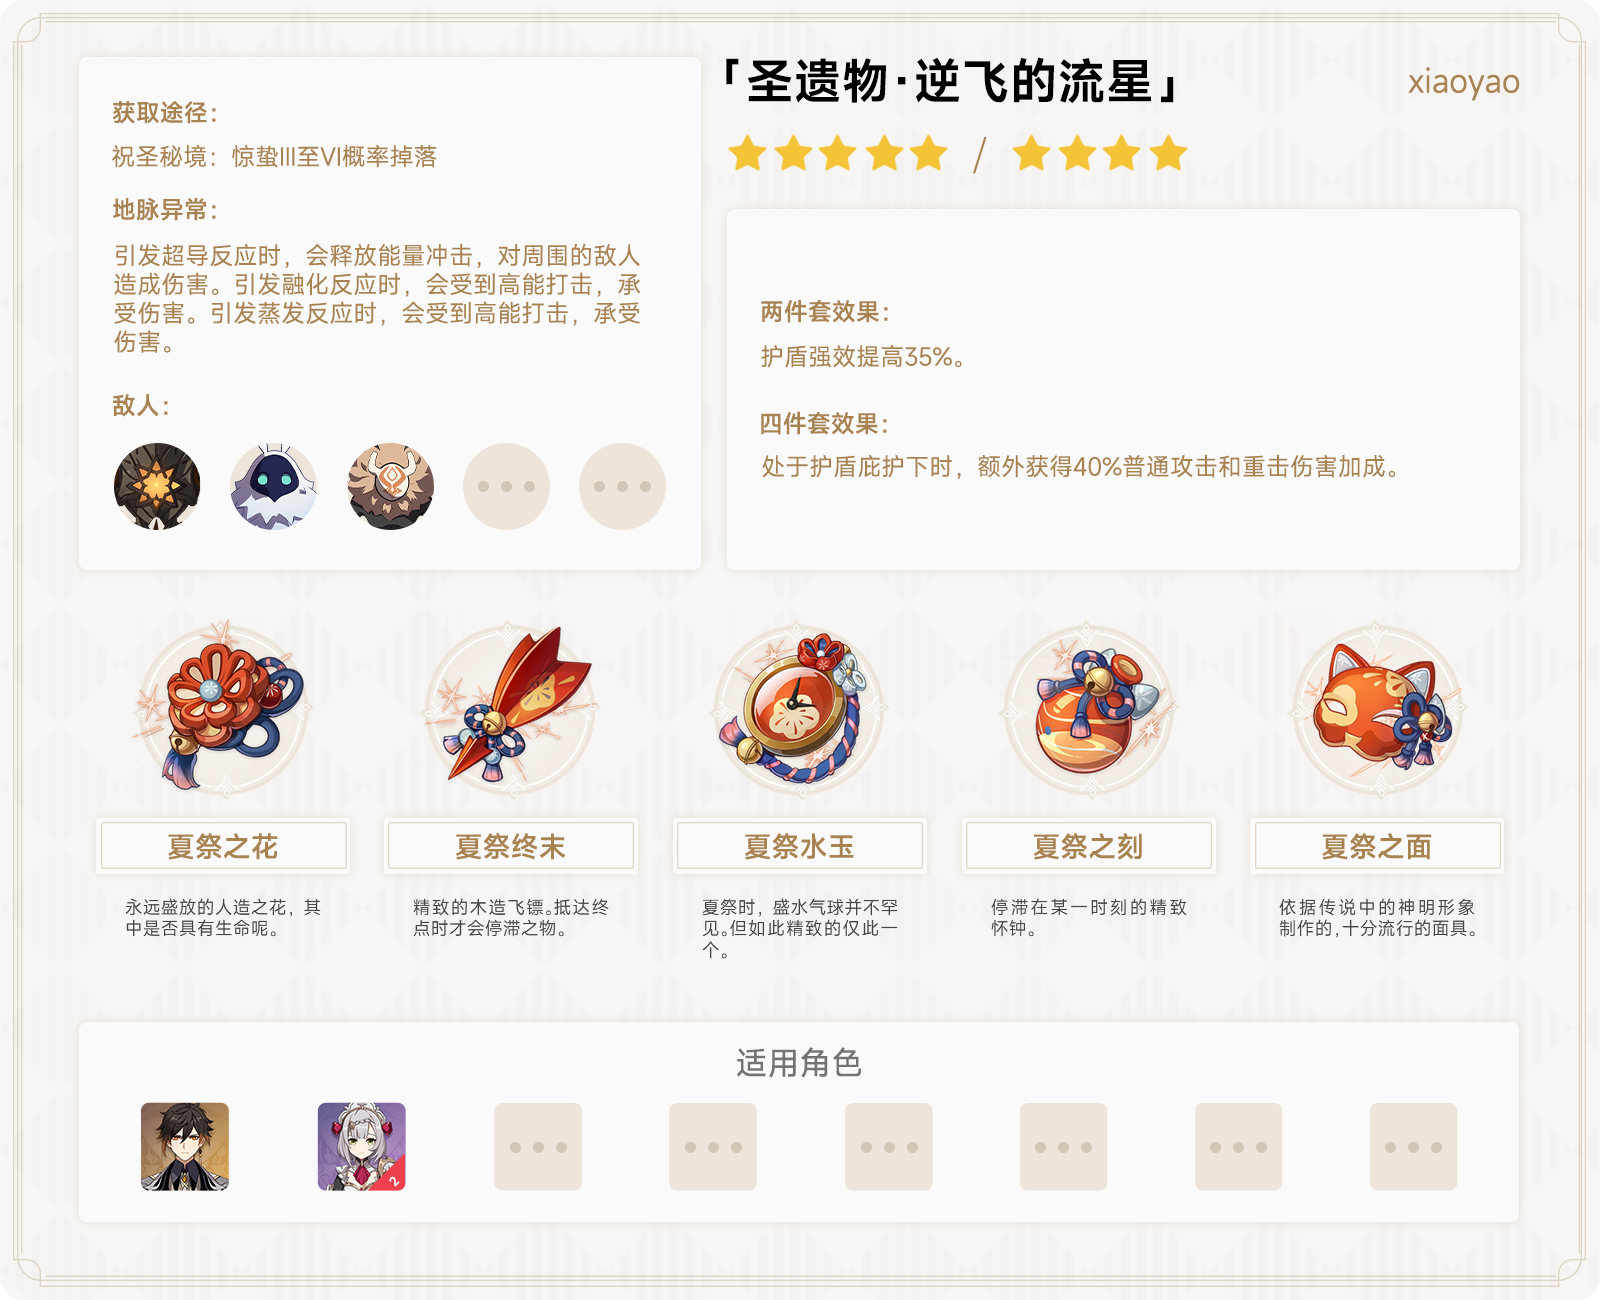 「圣遗物·逆飞的流星」
xiaoyao
/
获取途径：
祝圣秘境：惊蛰III至VI概率掉落
地脉异常：
引发超导反应时，会释放能量冲击，对周围的敌人
造成伤害。引发融化反应时，会受到高能打击，承
受伤害。引发蒸发反应时，会受到高能打击，承受
伤害。
敌人：
两件套效果：
护盾强效提高35%。
四件套效果：
处于护盾庇护下时，额外获得40%普通攻击和重击伤害加成。
夏祭之花
永远盛放的人造之花，其
中是否具有生命呢。
夏祭终末
精致的木造飞镖。抵达终
点时才会停滞之物。
夏祭水玉
夏祭时，盛水气球并不罕
见。但如此精致的仅此一
个。
夏祭之刻
停滞在某一时刻的精致
怀钟。
夏祭之面
依据传说中的神明形象
制作的，十分流行的面具。
适用角色
2